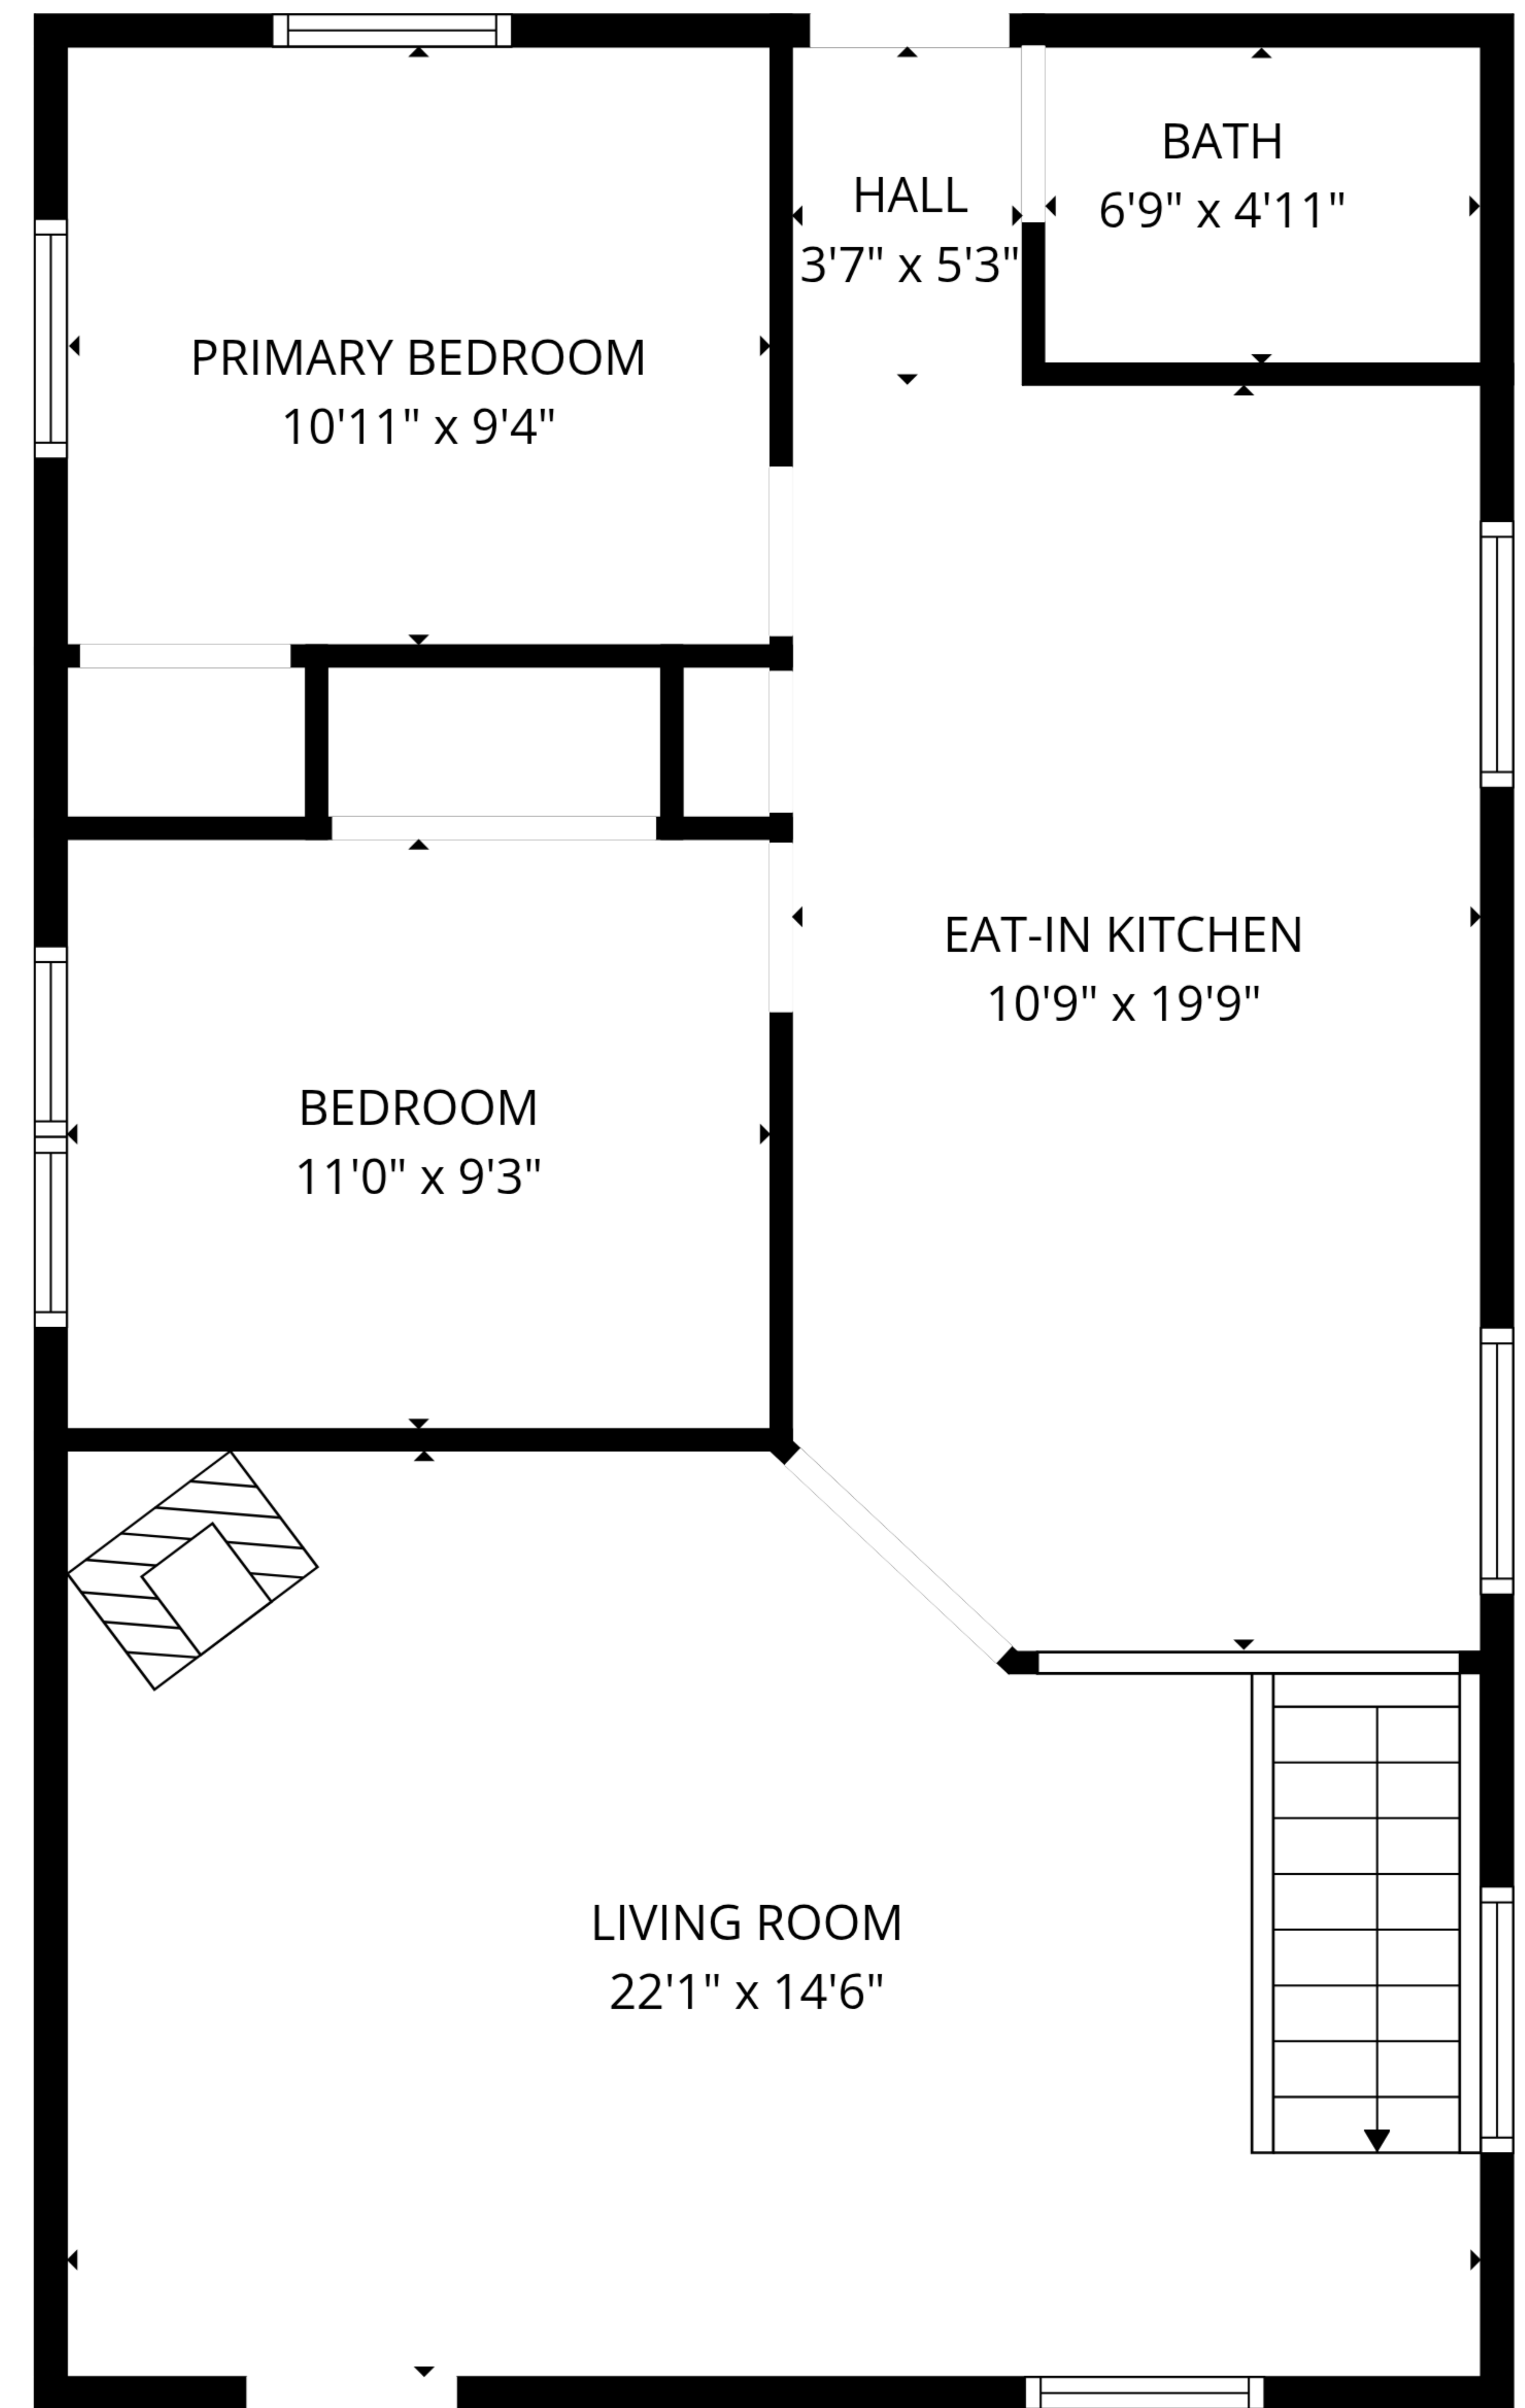 BATH
6'9" x 4'11"
HALL
3'7" x 5'3"
PRIMARY BEDROOM
10'11" x 9'4"
EAT-IN KITCHEN
10'9" x 19'9"
BEDROOM
11'0" x 9'3"
LIVING ROOM
22'1" x 14'6"